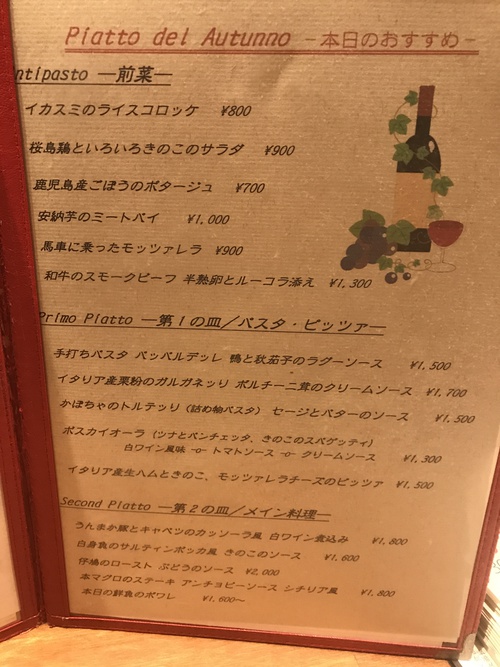 Piatto del Autunno －本日のおすすめ－
ntipasto ―前菜―
イカスミのライスコロッケ ¥800
桜島鶏といろいろきのこのサラダ ¥900
鹿児島産ごぼうのポタージュ ¥700
安納芋のミートパイ ¥1,000
馬車に乗ったモッツァレラ ¥900
和牛のスモークビーフ 半熟卵とルーコラ添え ¥1,300
Primo Piatto ―第１の皿／パスタ・ピッツァ―
手打ちパスタ パッパルデッレ 鴨と秋茄子のラグーソース ¥1,500
イタリア産栗粉のガルガネッリ ポルチーニ茸のクリームソース ¥1,700
かぼちゃのトルテッリ（詰め物パスタ） セージとバターのソース ¥1,500
ボスカイオーラ（ツナとパンチェッタ、きのこのスパゲッティ）
白ワイン風味 -o- トマトソース -o- クリームソース ¥1,300
イタリア産生ハムときのこ、モッツァレラチーズのピッツァ ¥1,500
Second Piatto ―第２の皿／メイン料理―
うんまか豚とキャベツのカッソーラ風 白ワイン煮込み ¥1,800
白身魚のサルティンボッカ風 きのこのソース ¥1,600
仔鳩のロースト ぶどうのソース ¥2,000
本マグロのステーキ アンチョビーソース シチリア風 ¥1,800
本日の鮮魚のポワレ ¥1,600～